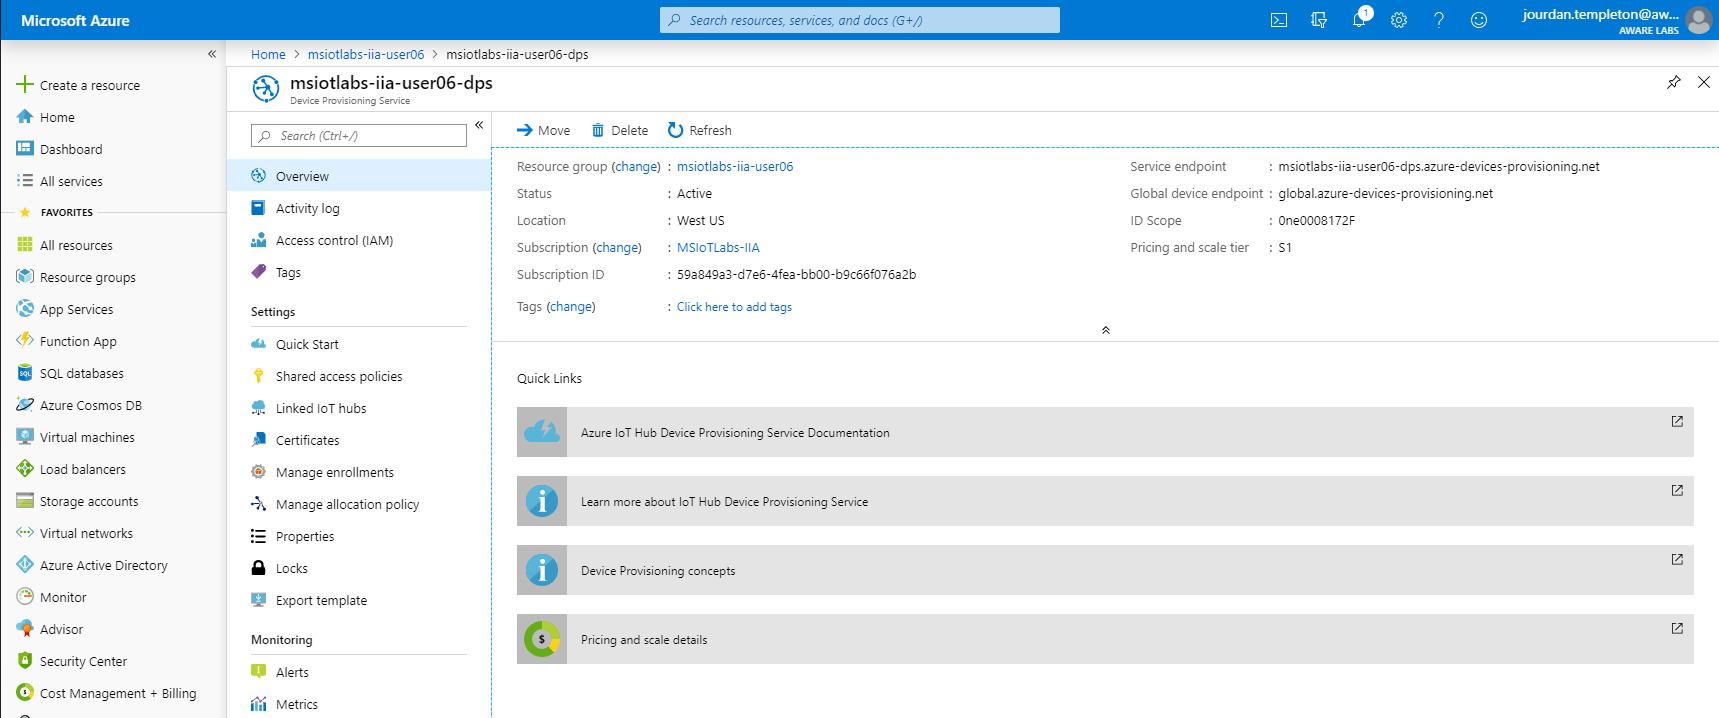 Microsoft Azure
Search resources, services, and docs (G+/)
1
jourdan.templeton@aw...
AWARE LABS
Create a resource
Home
Dashboard
All services
FAVORITES
All resources
Resource groups
App Services
Function App
SQL databases
Azure Cosmos DB
Virtual machines
Load balancers
Storage accounts
Virtual networks
Azure Active Directory
Monitor
Advisor
Security Center
Cost Management + Billing
Home > msiotlabs-iia-user06 > msiotlabs-iia-user06-dps
msiotlabs-iia-user06-dps
Device Provisioning Service
Search (Ctrl+/)
Overview
Activity log
Access control (IAM)
Tags
Settings
Quick Start
Shared access policies
Linked IoT hubs
Certificates
Manage enrollments
Manage allocation policy
Properties
Locks
Export template
Monitoring
Alerts
Metrics
Move Delete Refresh
Resource group (change) : msiotlabs-iia-user06
Status : Active
Location : West US
Subscription (change) : MSIoTLabs-IIA
Subscription ID : 59a849a3-d7e6-4fea-bb00-b9c66f076a2b
Tags (change) : Click here to add tags
Service endpoint : msiotlabs-iia-user06-dps.azure-devices-provisioning.net
Global device endpoint : global.azure-devices-provisioning.net
ID Scope : 0ne0008172F
Pricing and scale tier : S1
Quick Links
Azure IoT Hub Device Provisioning Service Documentation
Learn more about IoT Hub Device Provisioning Service
Device Provisioning concepts
Pricing and scale details